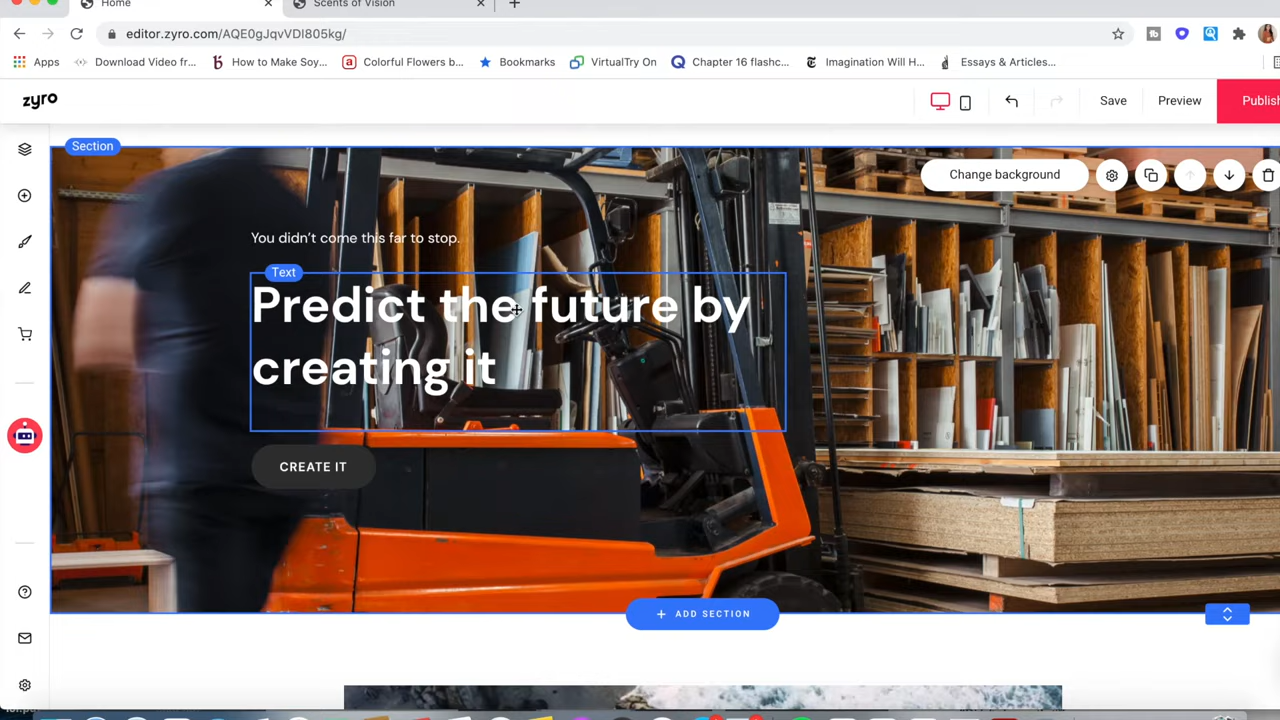 Home
Scents of Vision
editor.zyro.com/AQE0gJqvVDl805kg/
Apps
Download Video fr...
How to Make Soy...
Colorful Flowers b...
Bookmarks
VirtualTry On
Chapter 16 flashc...
Imagination Will H...
Essays & Articles...
zyro
Save
Preview
Publish
Section
Change background
You didn't come this far to stop.
Text
Predict the future by
creating it
CREATE IT
+ ADD SECTION